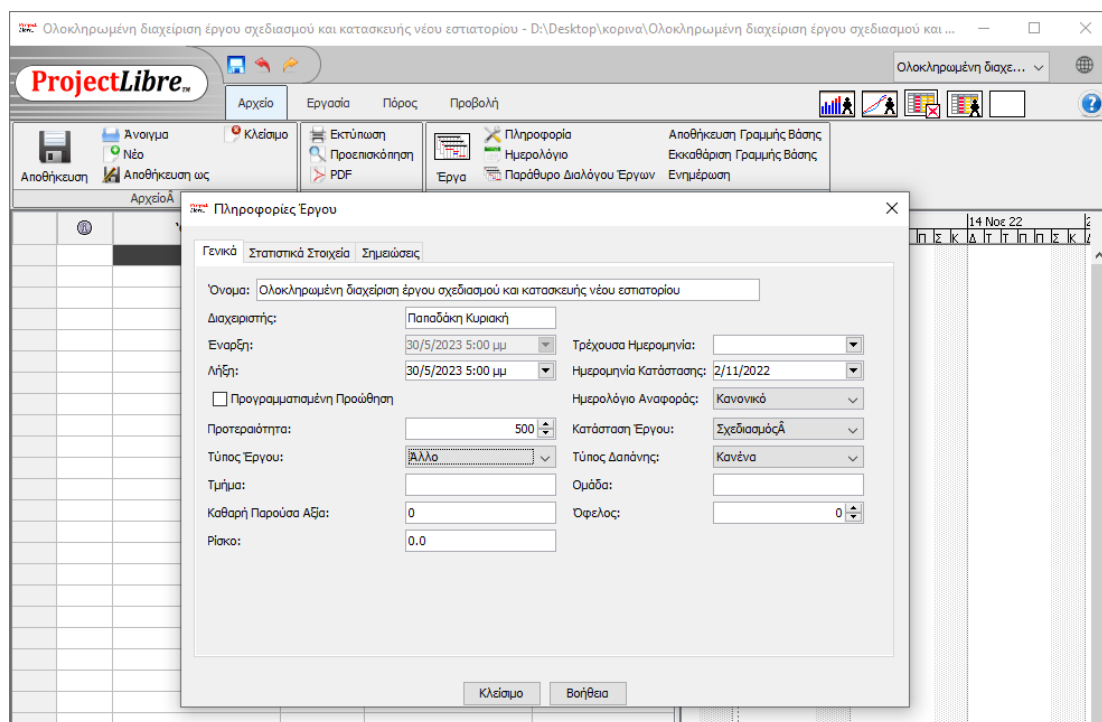 Ολοκληρωμένη διαχείριση έργου σχεδιασμού και κατασκευής νέου εστιατορίου - D:\Desktop\κορινα\Ολοκληρωμένη διαχείριση έργου σχεδιασμού και ...
ProjectLibre™
Ολοκληρωμένη διαχε...
Αρχείο Εργασία Πόρος Προβολή
Αποθήκευση
Άνοιγμα
Νέο
Αποθήκευση ως
Κλείσιμο
ΑρχείοÂ
Εκτύπωση
Προεπισκόπηση
PDF
Έργα
Πληροφορία
Ημερολόγιο
Παράθυρο Διαλόγου Έργων
Αποθήκευση Γραμμής Βάσης
Εκκαθάριση Γραμμής Βάσης
Ενημέρωση
14 Νοε 22
Π Σ Κ Δ Τ Τ Π Π Σ Κ
Πληροφορίες Έργου
Γενικά Στατιστικά Στοιχεία Σημειώσεις
Όνομα: Ολοκληρωμένη διαχείριση έργου σχεδιασμού και κατασκευής νέου εστιατορίου
Διαχειριστής: Παπαδάκη Κυριακή
Έναρξη: 30/5/2023 5:00 μμ Τρέχουσα Ημερομηνία:
Λήξη: 30/5/2023 5:00 μμ Ημερομηνία Κατάστασης: 2/11/2022
Προγραμματισμένη Προώθηση Ημερολόγιο Αναφοράς: Κανονικό
Προτεραιότητα: 500 Κατάσταση Έργου: ΣχεδιασμόςÂ
Τύπος Έργου: Άλλο Τύπος Δαπάνης: Κανένα
Τμήμα: Ομάδα:
Καθαρή Παρούσα Αξία: 0 Όφελος: 0
Ρίσκο: 0.0
Κλείσιμο Βοήθεια